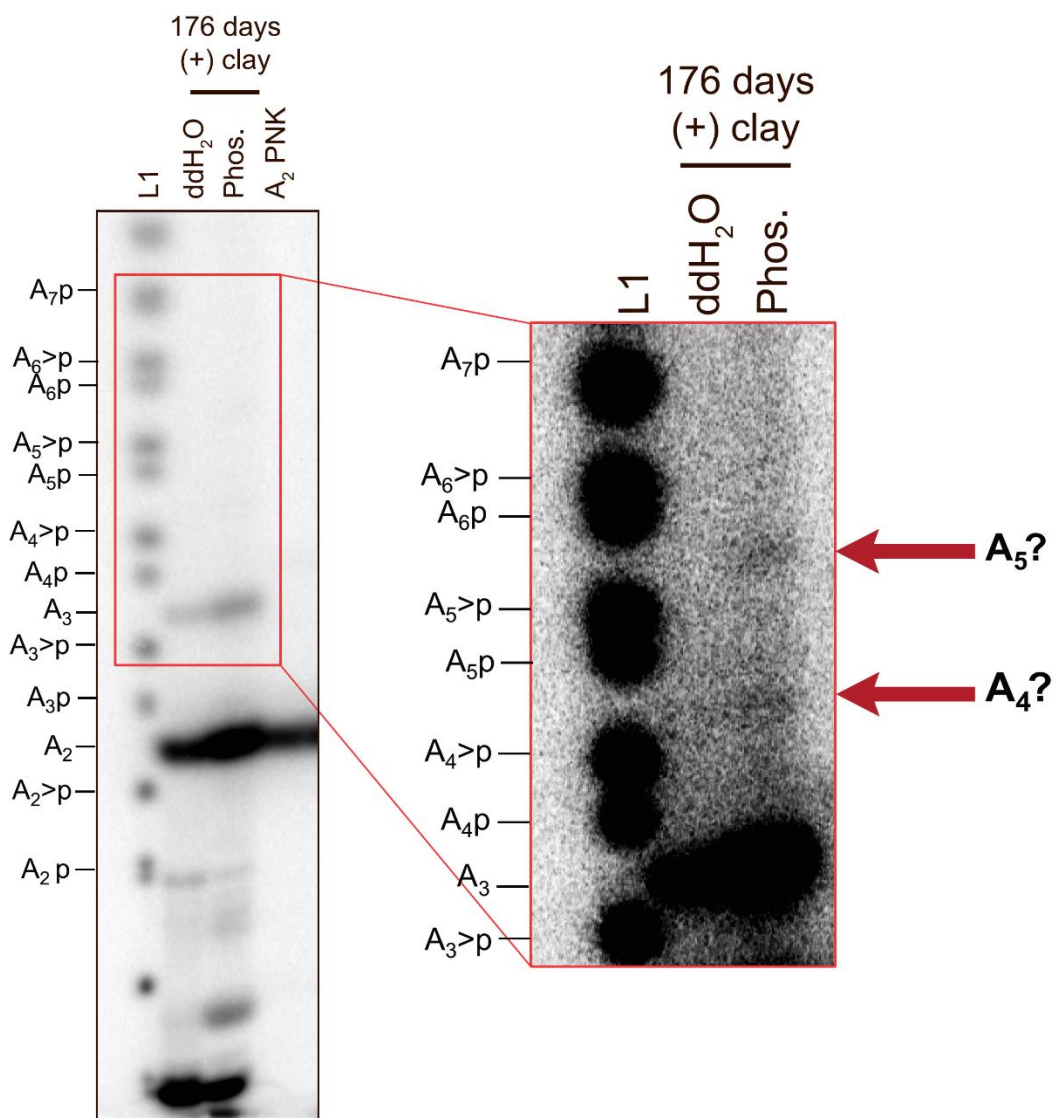 176 days
(+) clay
L1
ddH₂O
Phos.
A₂ PNK
A₇p
A₆>p
A₆p
A₅>p
A₅p
A₄>p
A₄p
A₃
A₃>p
A₃p
A₂
A₂>p
A₂p
176 days
(+) clay
L1
ddH₂O
Phos.
A₇p
A₆>p
A₆p
A₅>p
A₅p
A₄>p
A₄p
A₃
A₃>p
A₅?
A₄?